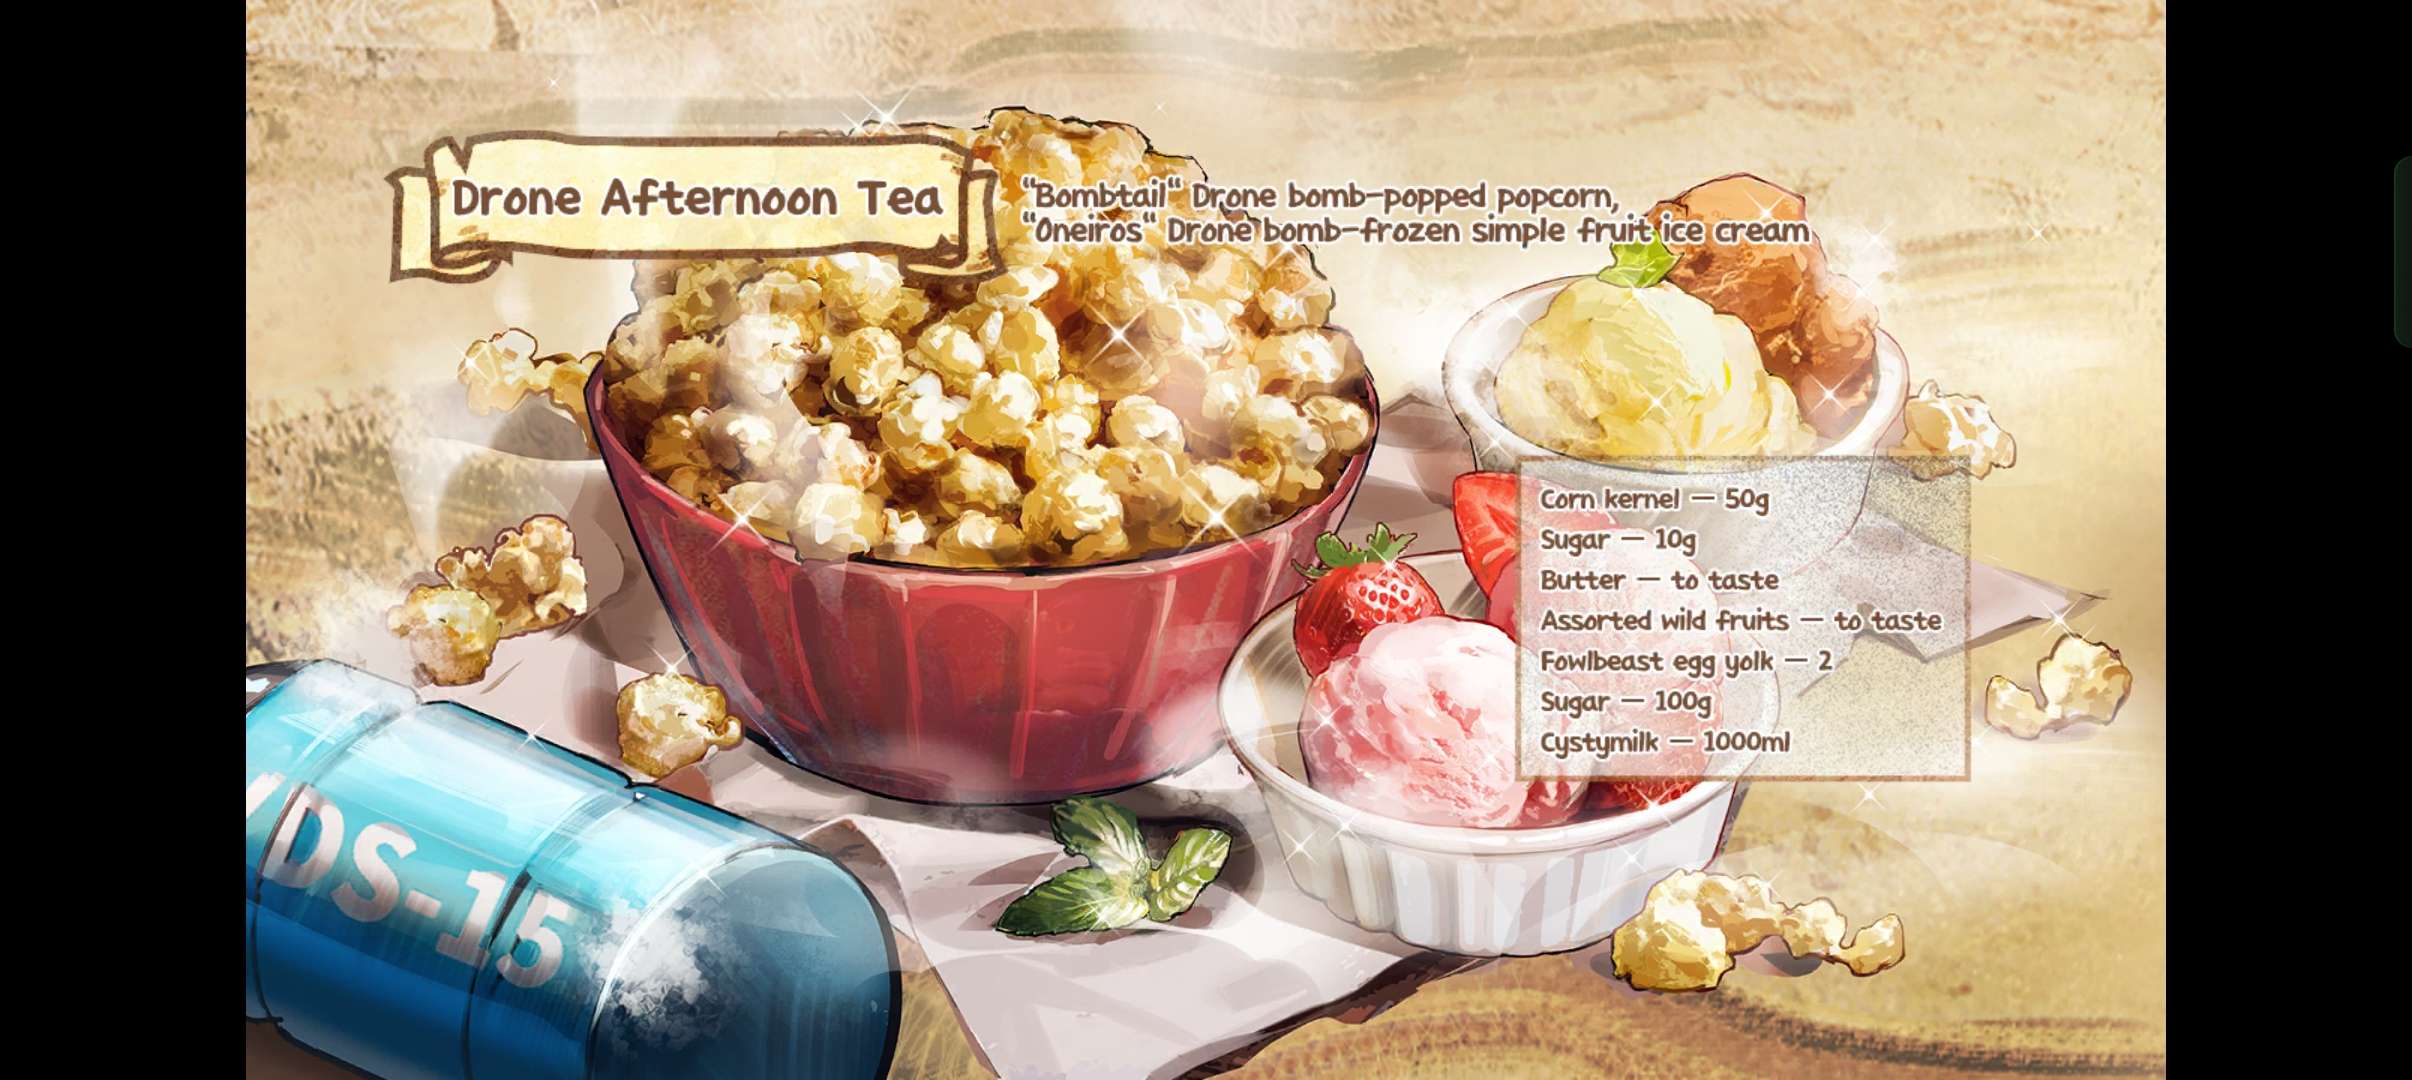 Drone Afternoon Tea
"Bombtail" Drone bomb-popped popcorn,
"Oneiros" Drone bomb-frozen simple fruit ice cream
Corn kernel — 50g
Sugar — 10g
Butter — to taste
Assorted wild fruits — to taste
Fowlbeast egg yolk — 2
Sugar — 100g
Cystymilk — 1000ml
/DS-15